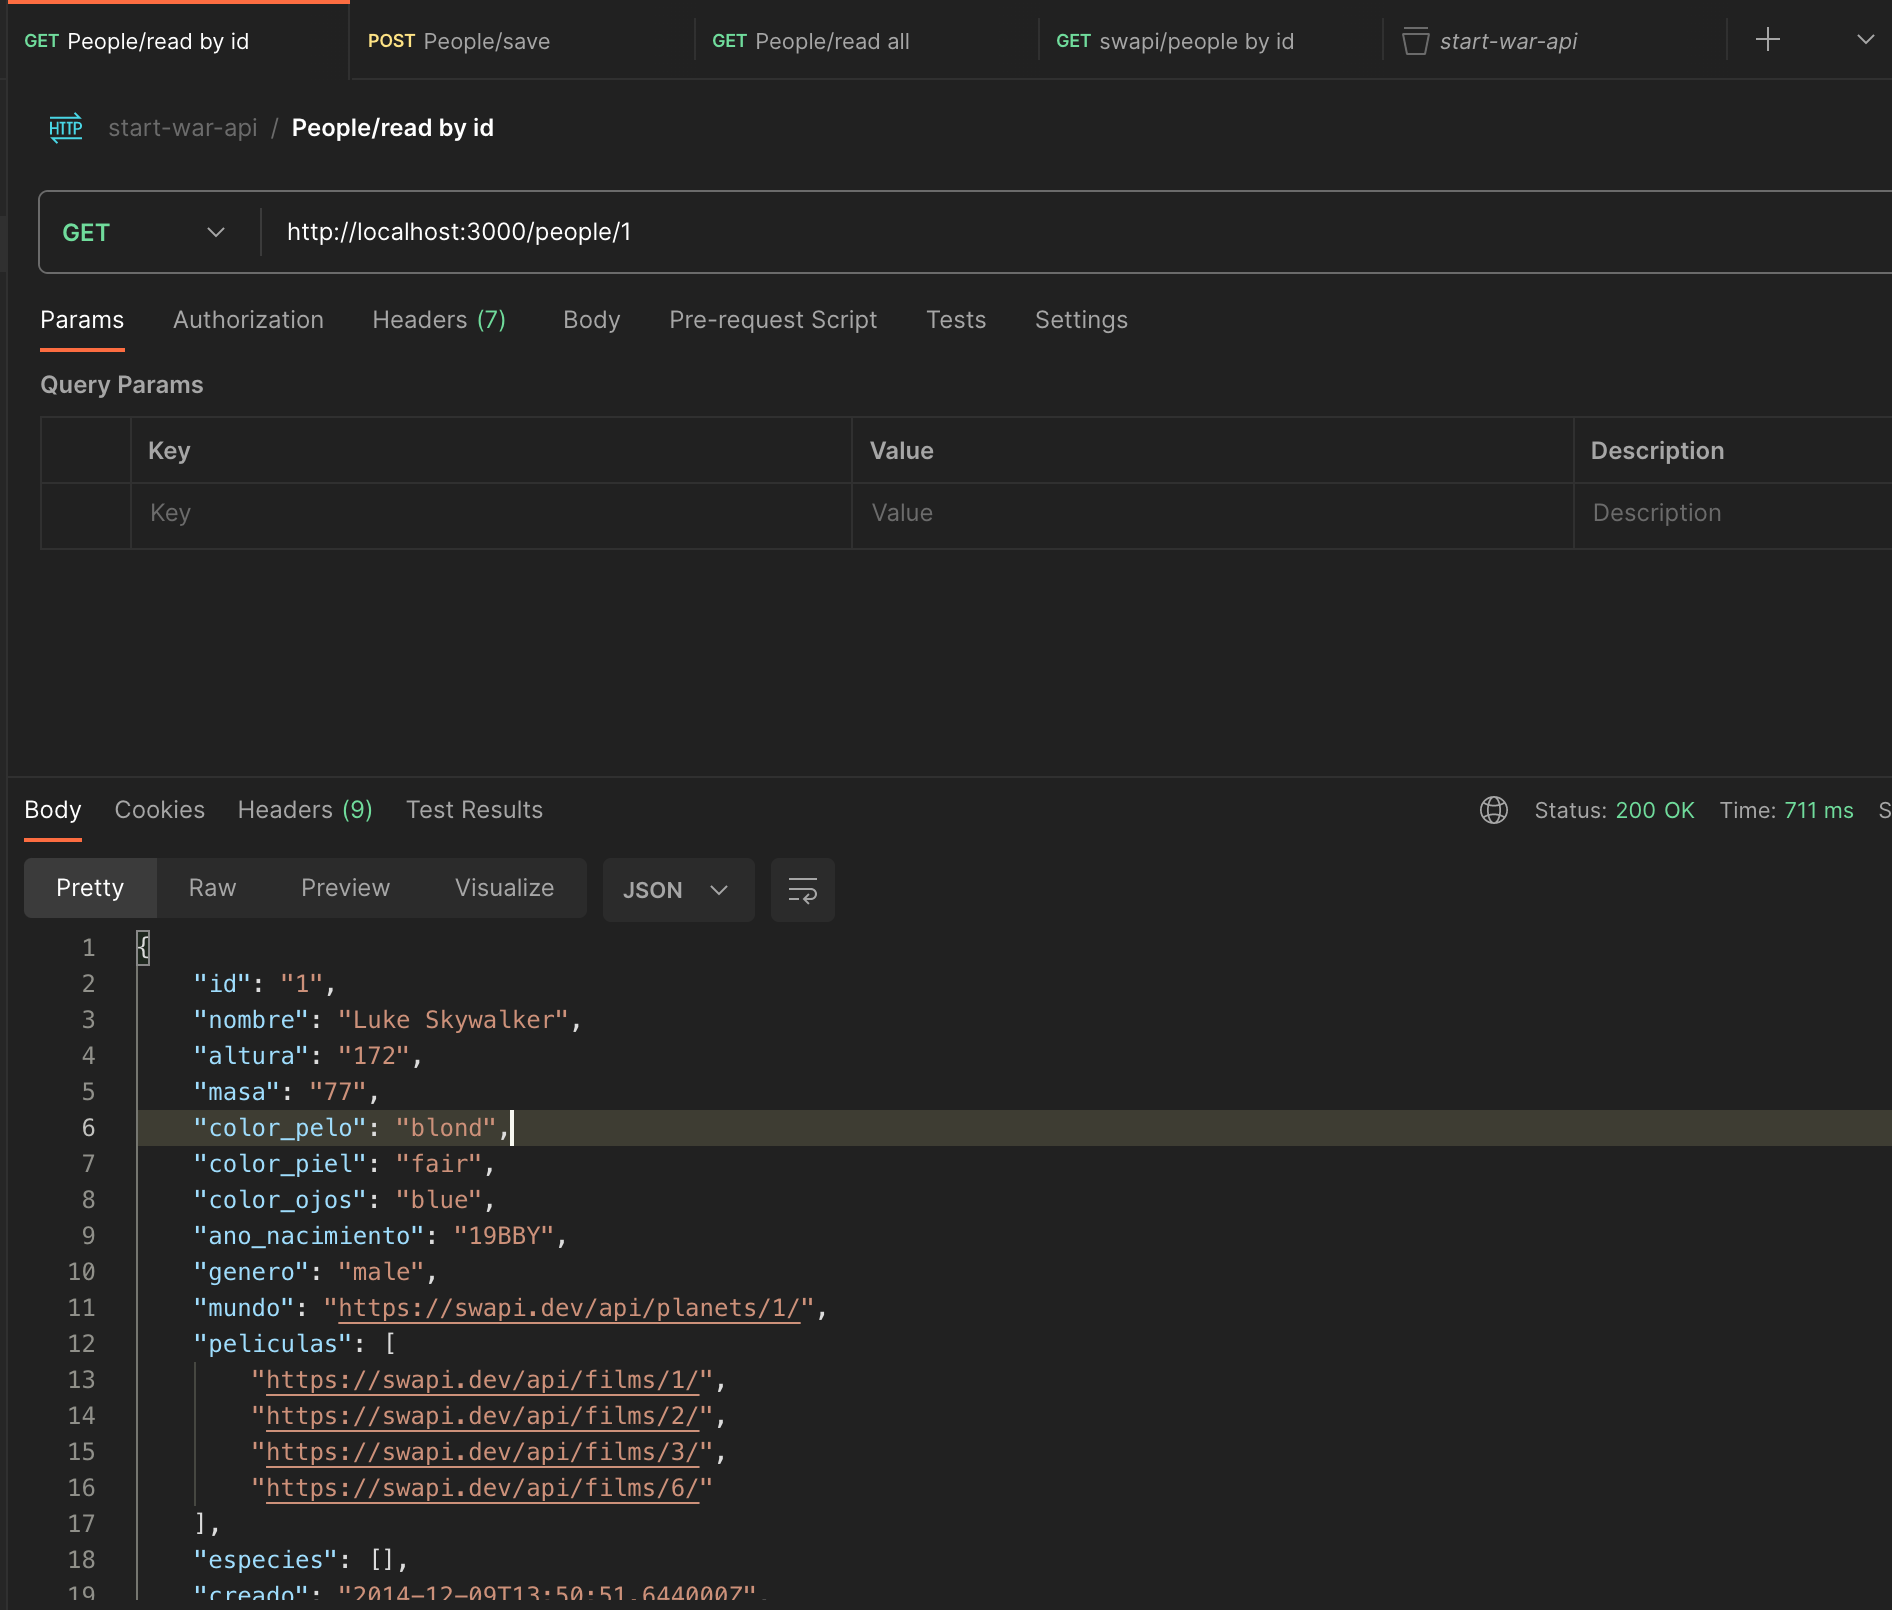 GET People/read by id POST People/save GET People/read all GET swapi/people by id start-war-api
HTTP start-war-api / People/read by id
GET http://localhost:3000/people/1
Params Authorization Headers (7) Body Pre-request Script Tests Settings
Query Params
Key Value Description
Key Value Description
Body Cookies Headers (9) Test Results Status: 200 OK Time: 711 ms S
Pretty Raw Preview Visualize JSON
1 {
2 "id": "1",
3 "nombre": "Luke Skywalker",
4 "altura": "172",
5 "masa": "77",
6 "color_pelo": "blond",
7 "color_piel": "fair",
8 "color_ojos": "blue",
9 "ano_nacimiento": "19BBY",
10 "genero": "male",
11 "mundo": "https://swapi.dev/api/planets/1/",
12 "peliculas": [
13 "https://swapi.dev/api/films/1/",
14 "https://swapi.dev/api/films/2/",
15 "https://swapi.dev/api/films/3/",
16 "https://swapi.dev/api/films/6/"
17 ],
18 "especies": [],
19 "creado": "2014-12-09T13:50:51.644000Z",